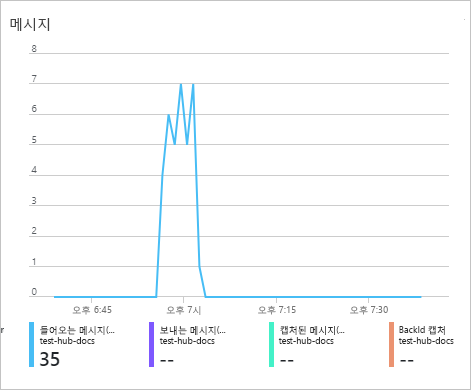 메시지
8
7
6
5
4
3
2
1
0
오후 6:45 오후 7시 오후 7:15 오후 7:30
r 들어오는 메시지(... 보내는 메시지(... 캡처된 메시지(... Backld 캡처
test-hub-docs test-hub-docs test-hub-docs test-hub-docs
35 -- -- --